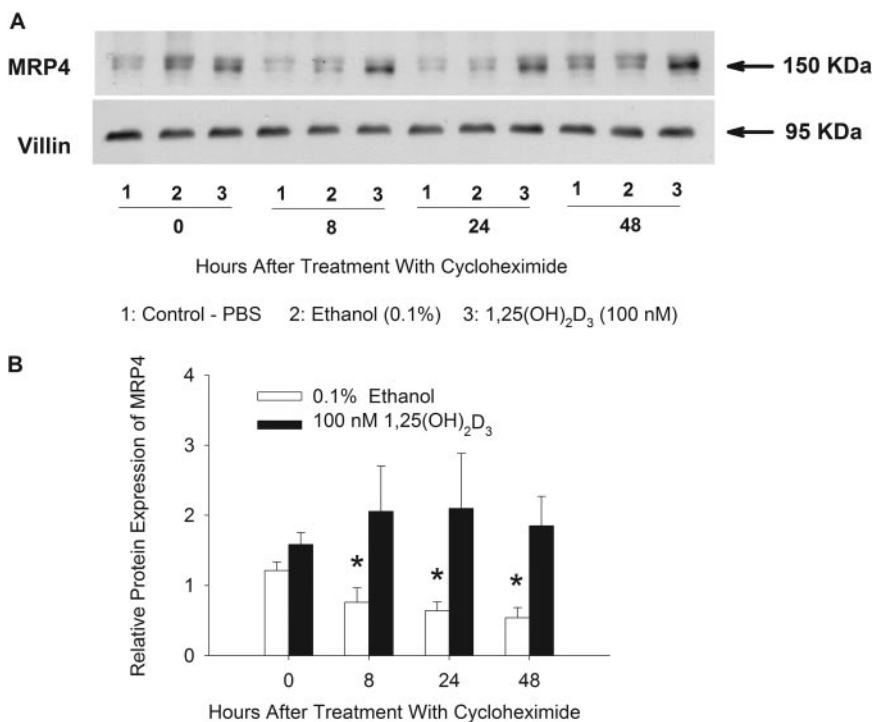 A
MRP4
150 KDa
Villin
95 KDa
1 2 3 1 2 3 1 2 3 1 2 3
0 8 24 48
Hours After Treatment With Cycloheximide
1: Control - PBS 2: Ethanol (0.1%) 3: 1,25(OH)₂D₃ (100 nM)
B
Relative Protein Expression of MRP4
4
3
2
1
0
0.1% Ethanol
100 nM 1,25(OH)₂D₃
* * *
0 8 24 48
Hours After Treatment With Cycloheximide